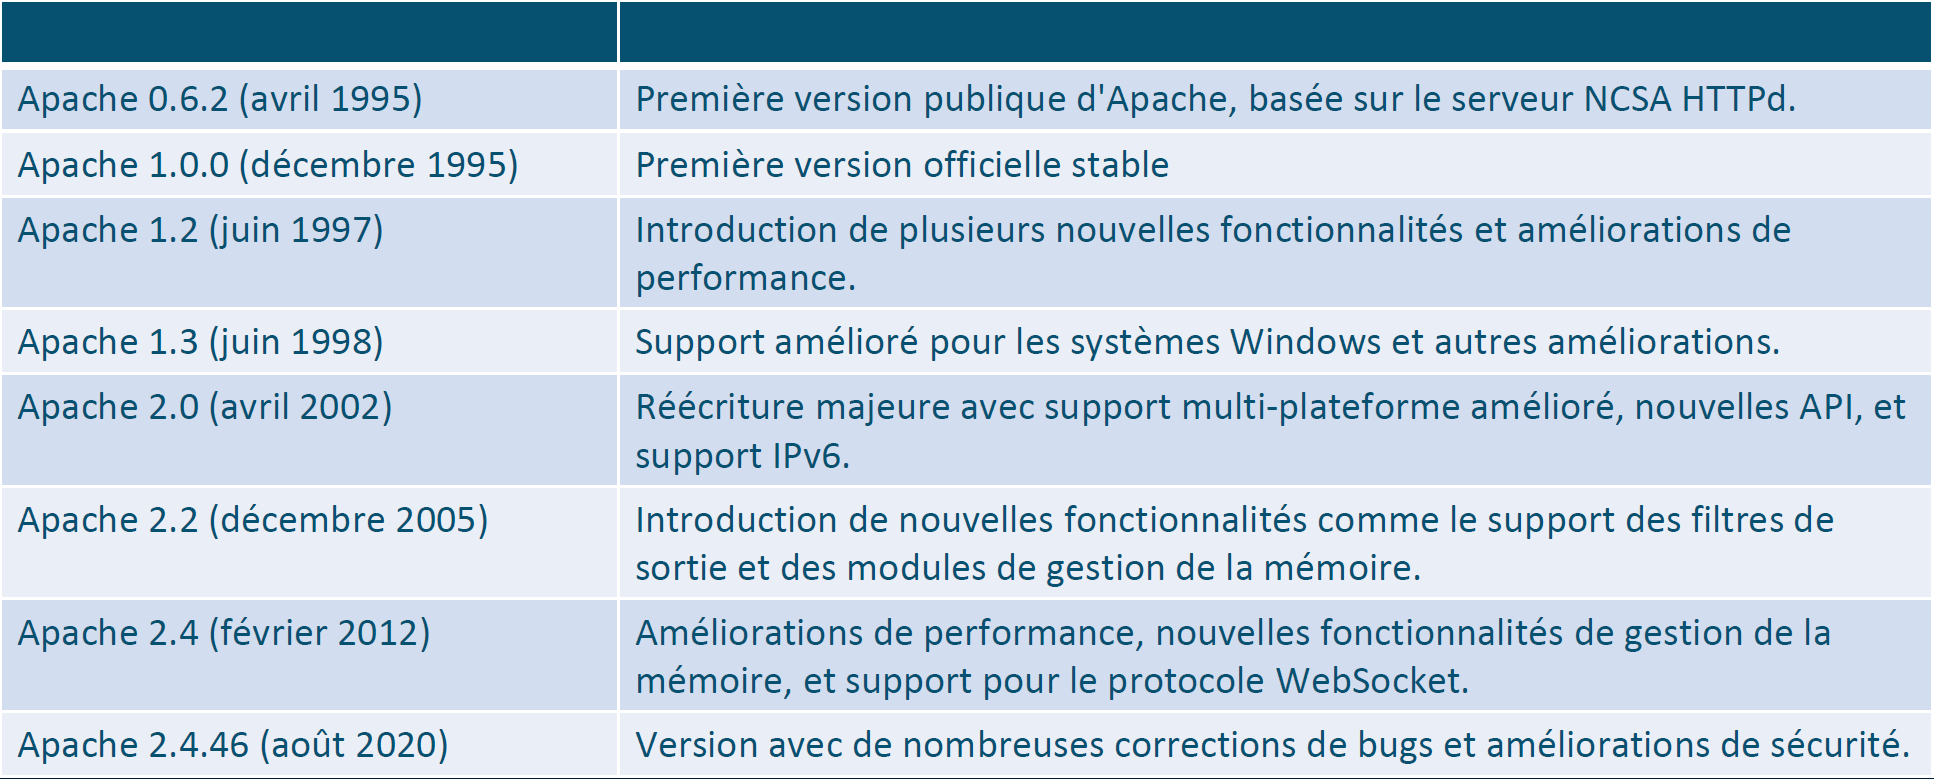 Apache 0.6.2 (avril 1995)
Première version publique d'Apache, basée sur le serveur NCSA HTTPd.
Apache 1.0.0 (décembre 1995)
Première version officielle stable
Apache 1.2 (juin 1997)
Introduction de plusieurs nouvelles fonctionnalités et améliorations de
performance.
Apache 1.3 (juin 1998)
Support amélioré pour les systèmes Windows et autres améliorations.
Apache 2.0 (avril 2002)
Réécriture majeure avec support multi-plateforme amélioré, nouvelles API, et
support IPv6.
Apache 2.2 (décembre 2005)
Introduction de nouvelles fonctionnalités comme le support des filtres de
sortie et des modules de gestion de la mémoire.
Apache 2.4 (février 2012)
Améliorations de performance, nouvelles fonctionnalités de gestion de la
mémoire, et support pour le protocole WebSocket.
Apache 2.4.46 (août 2020)
Version avec de nombreuses corrections de bugs et améliorations de sécurité.